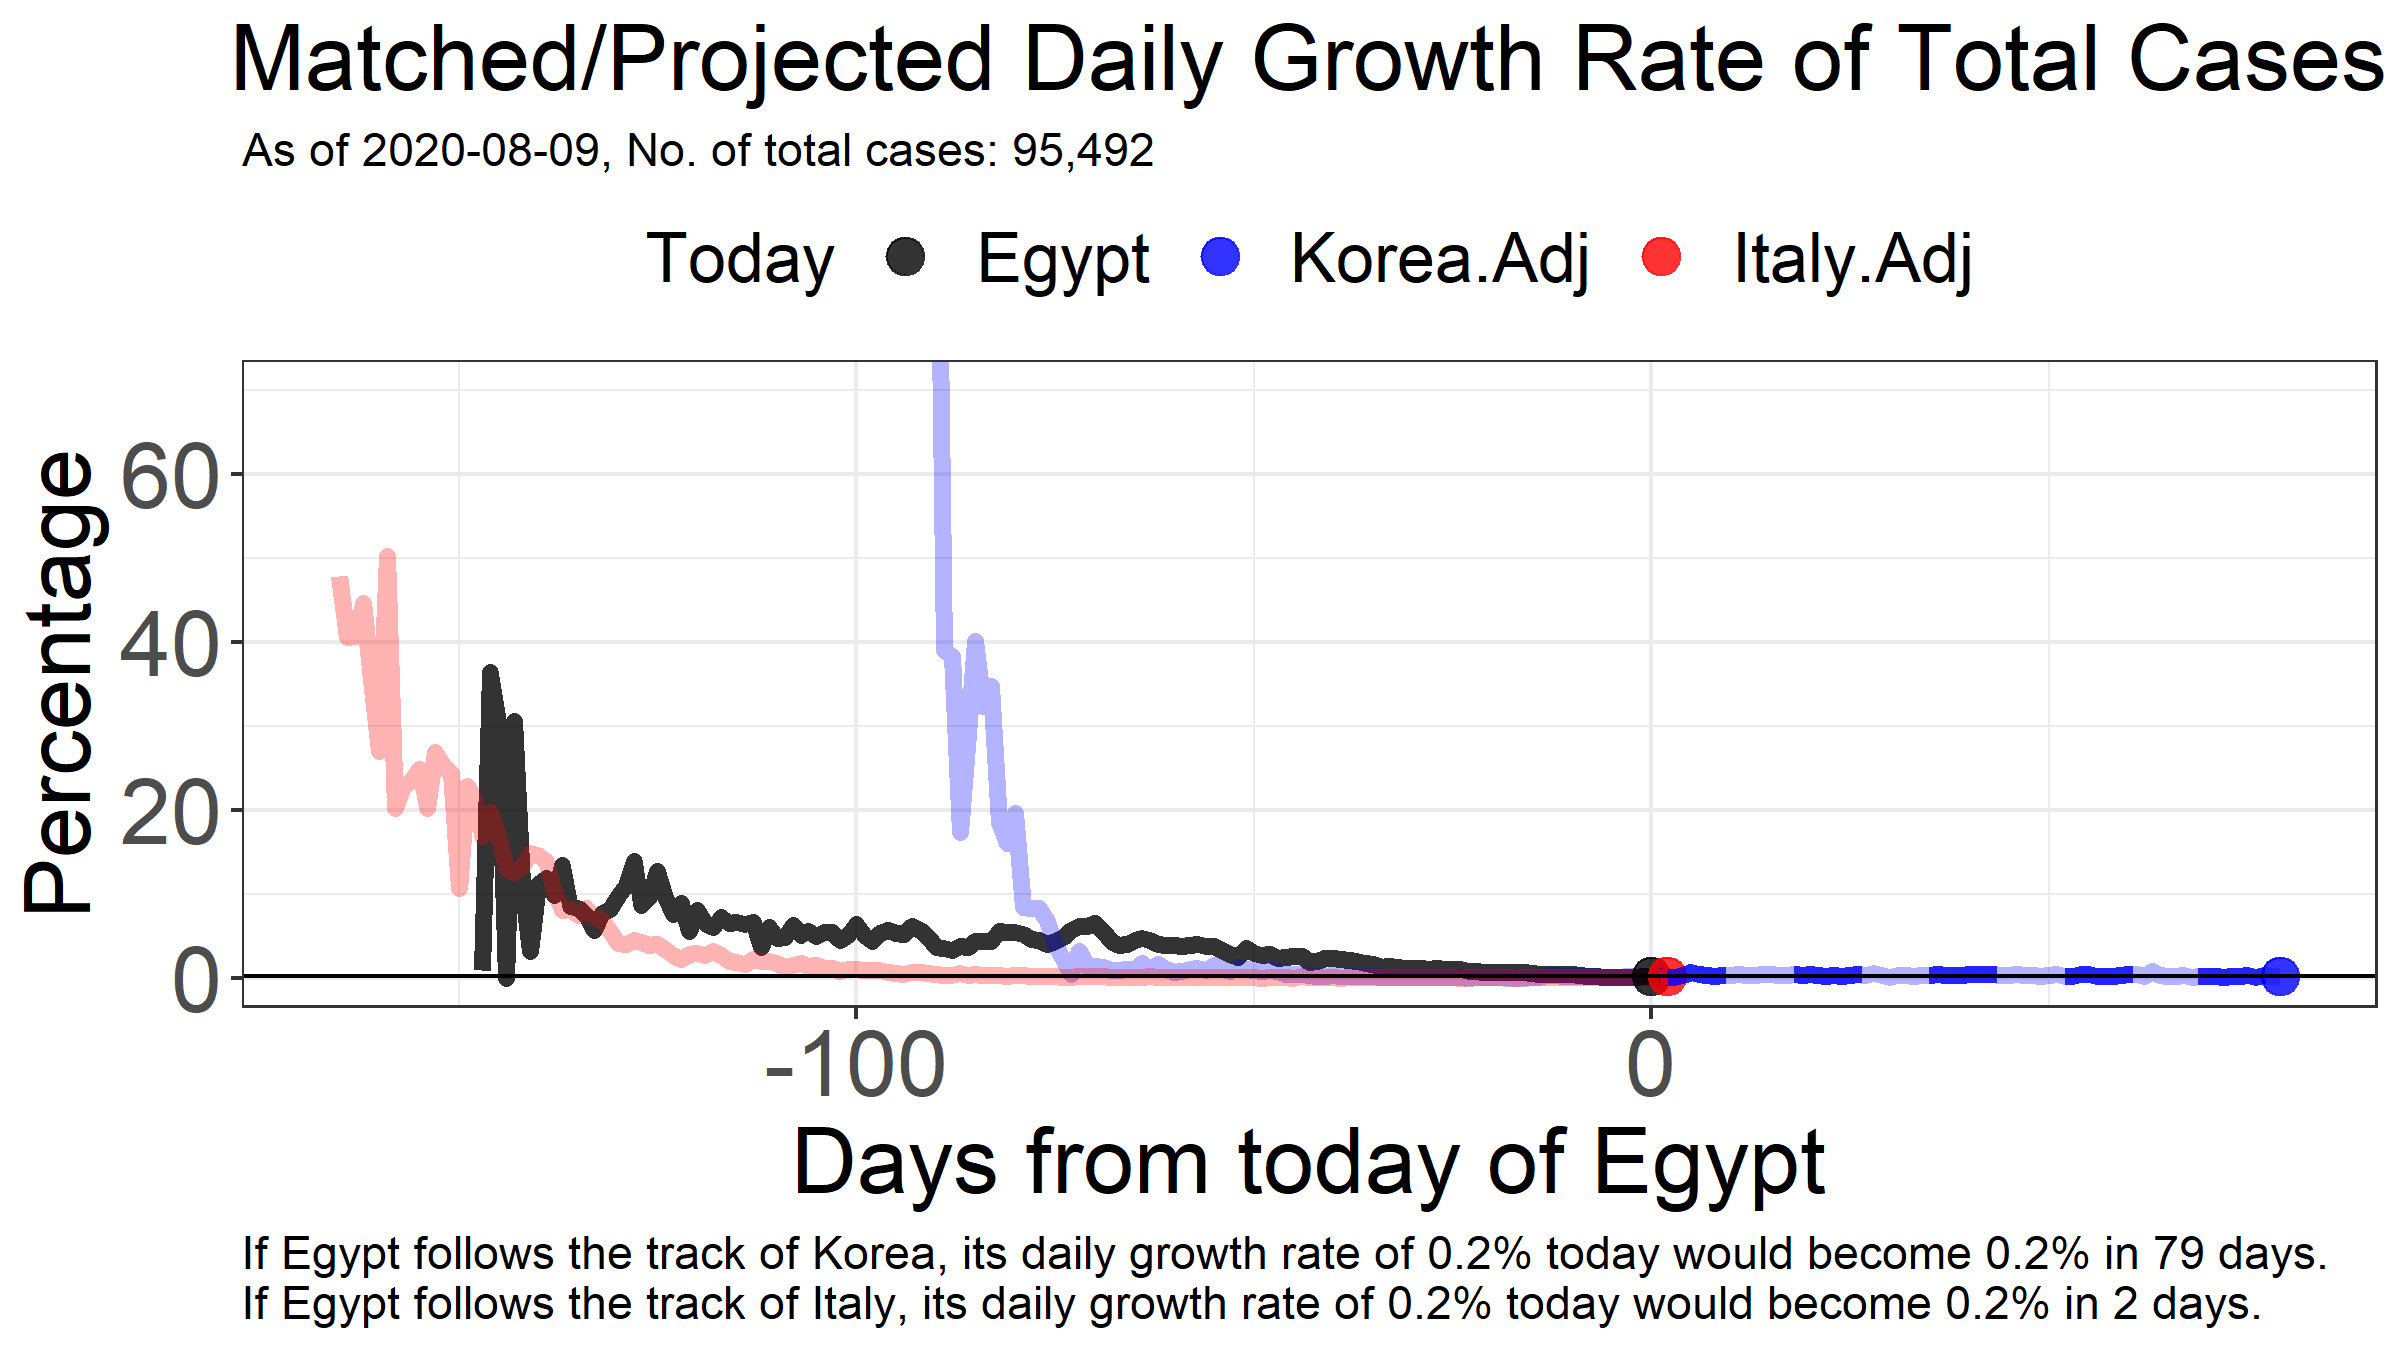 Matched/Projected Daily Growth Rate of Total Cases
As of 2020-08-09, No. of total cases: 95,492
Today Egypt Korea.Adj Italy.Adj
Percentage
60
40
20
0
-100 0
Days from today of Egypt
If Egypt follows the track of Korea, its daily growth rate of 0.2% today would become 0.2% in 79 days.
If Egypt follows the track of Italy, its daily growth rate of 0.2% today would become 0.2% in 2 days.